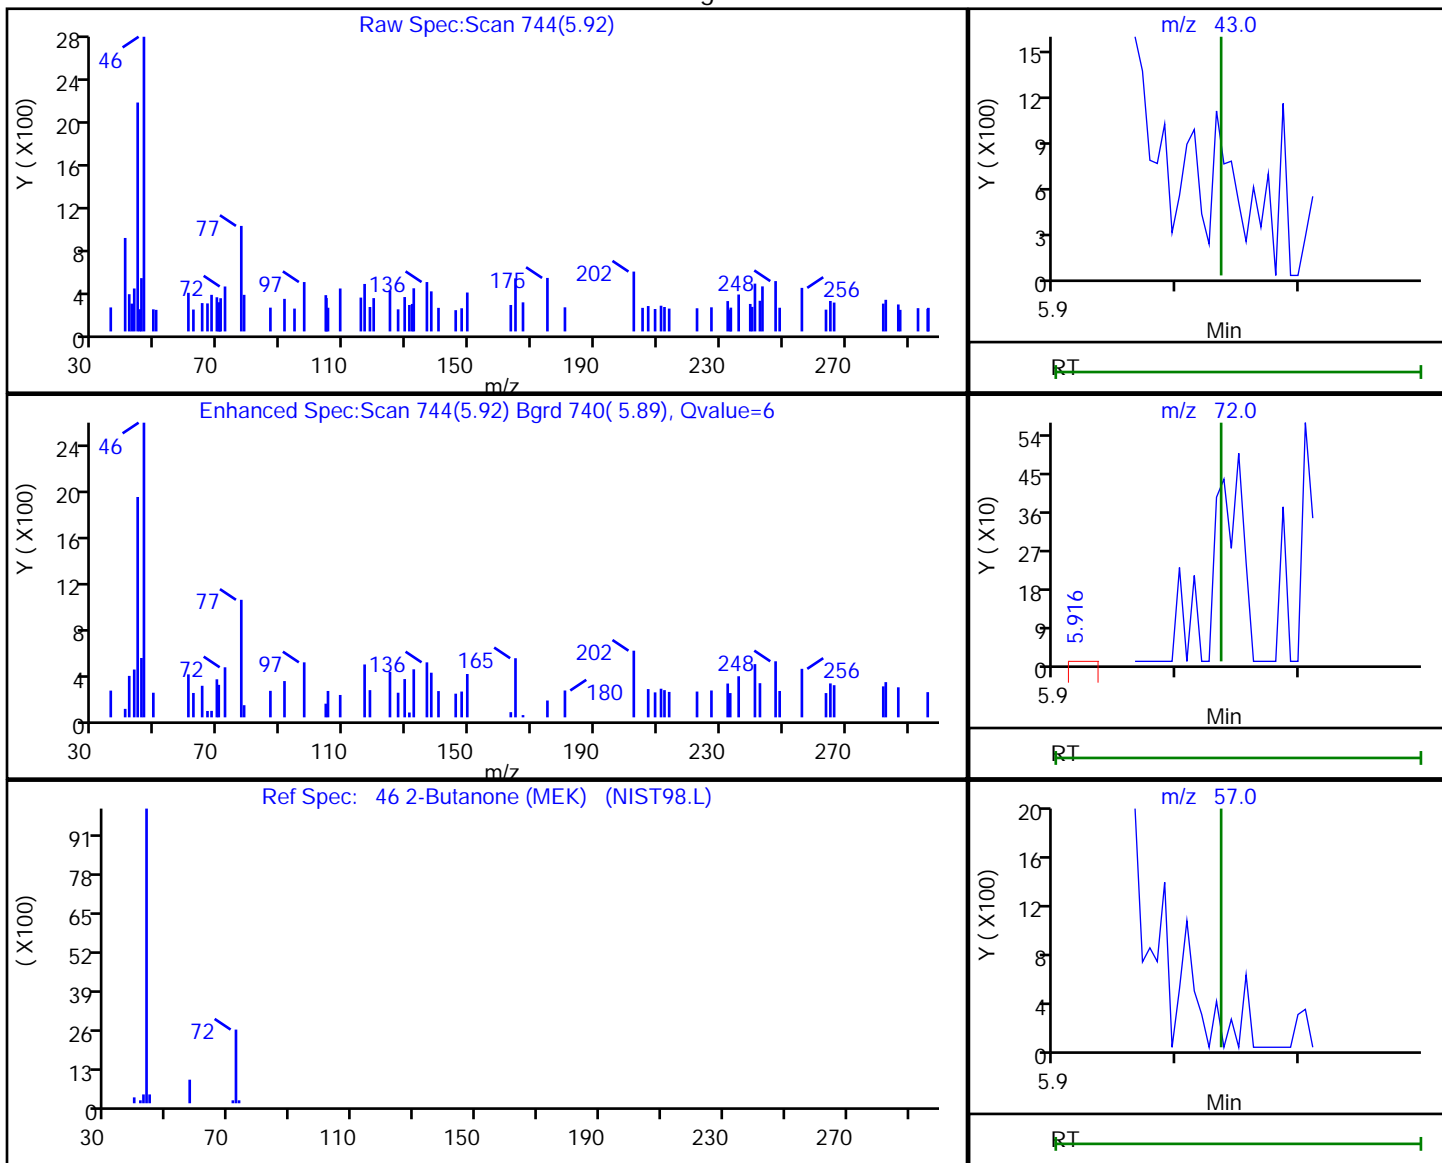 Raw Spec:Scan 744(5.92)
28
24
20
16
12
8
4
0
Y ( X100)
46
77
72
97
136
175
202
248
256
30 70 110 150 190 230 270
m/z
m/z 43.0
15
12
9
6
3
0
Y ( X100)
5.9
Min
RT
Enhanced Spec:Scan 744(5.92) Bgrd 740( 5.89), Qvalue=6
24
20
16
12
8
4
0
Y ( X100)
46
77
72
97
136
165
180
202
248
256
30 70 110 150 190 230 270
m/z
m/z 72.0
54
45
36
27
18
9
0
Y ( X10)
5.916
5.9
Min
RT
Ref Spec: 46 2-Butanone (MEK) (NIST98.L)
91
78
65
52
39
26
13
0
( X100)
72
30 70 110 150 190 230 270
m/z 57.0
20
16
12
8
4
0
Y ( X100)
5.9
Min
RT